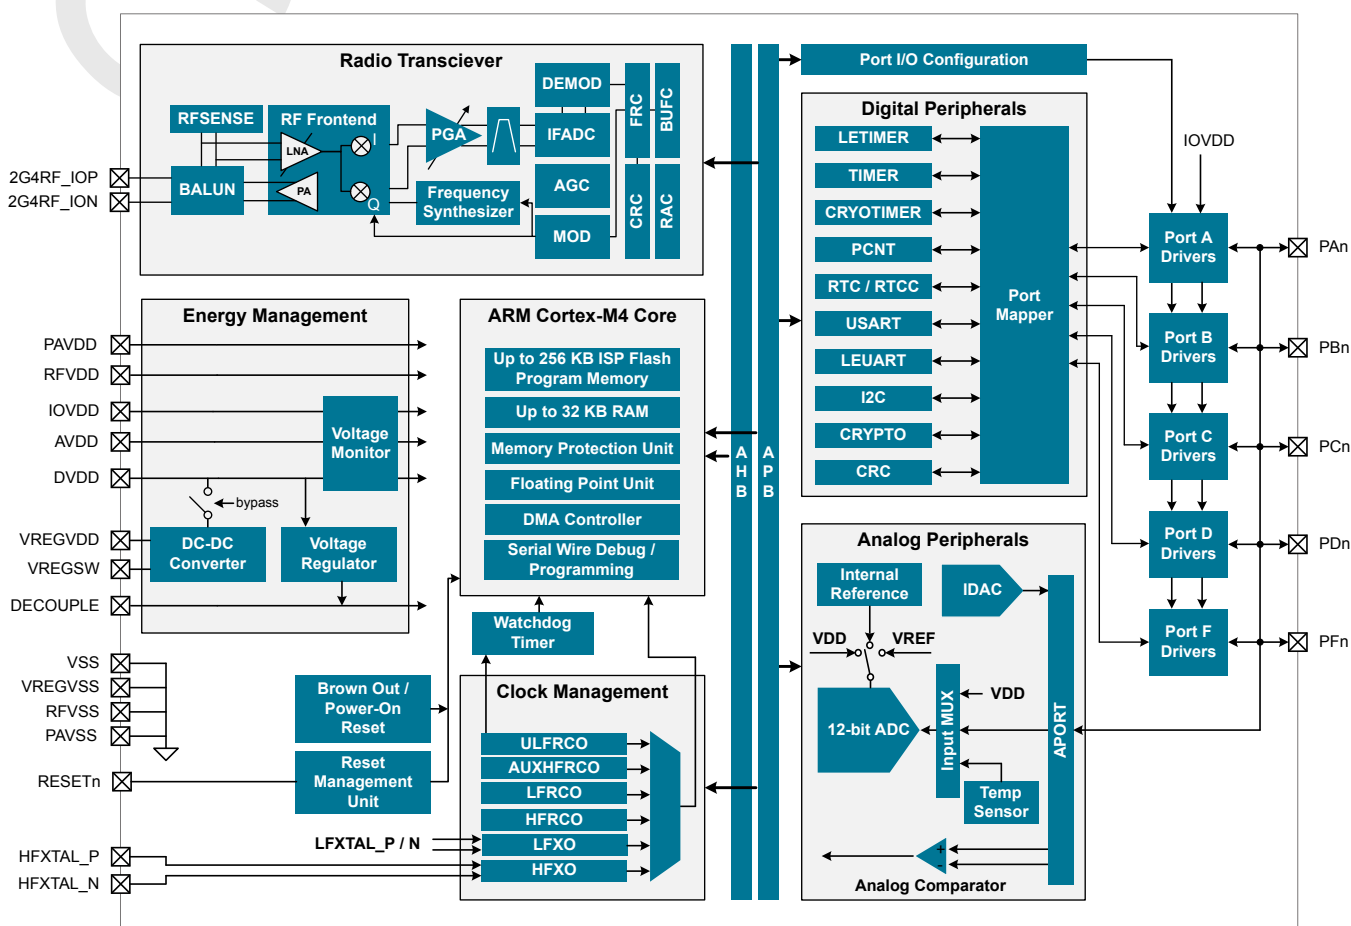 Radio Transciever
RFSENSE
RF Frontend
LNA
I
PA
Q
BALUN
PGA
Frequency
Synthesizer
DEMOD
IFADC
AGC
MOD
FRC
BUFC
CRC
RAC
2G4RF_IOP
2G4RF_ION
Energy Management
PAVDD
RFVDD
IOVDD
AVDD
DVDD
VREGVDD
VREGSW
DECOUPLE
Voltage
Monitor
bypass
DC-DC
Converter
Voltage
Regulator
VSS
VREGVSS
RFVSS
PAVSS
RESETn
HFXTAL_P
HFXTAL_N
Brown Out /
Power-On
Reset
Reset
Management
Unit
LFXTAL_P / N
ARM Cortex-M4 Core
Up to 256 KB ISP Flash
Program Memory
Up to 32 KB RAM
Memory Protection Unit
Floating Point Unit
DMA Controller
Serial Wire Debug /
Programming
Watchdog
Timer
Clock Management
ULFRCO
AUXHFRCO
LFRCO
HFRCO
LFXO
HFXO
AHB
APB
Port I/O Configuration
Digital Peripherals
LETIMER
TIMER
CRYOTIMER
PCNT
RTC / RTCC
USART
LEUART
I2C
CRYPTO
CRC
Port
Mapper
Analog Peripherals
Internal
Reference
IDAC
VDD
VREF
12-bit ADC
Input MUX
VDD
Temp
Sensor
APORT
+
-
Analog Comparator
IOVDD
Port A
Drivers
Port B
Drivers
Port C
Drivers
Port D
Drivers
Port F
Drivers
PAn
PBn
PCn
PDn
PFn